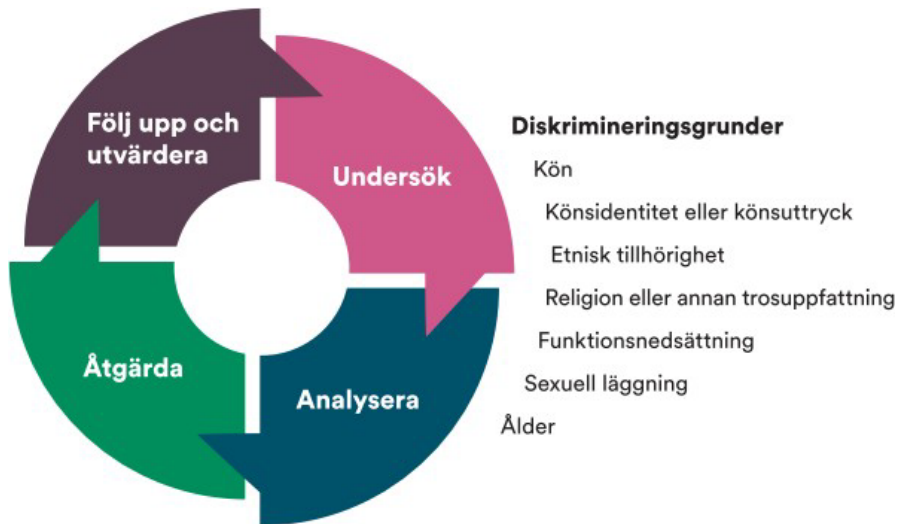 Följ upp och
utvärdera
Undersök
Åtgärda
Analysera
Diskrimineringsgrunder
Kön
Könsidentitet eller könsuttryck
Etnisk tillhörighet
Religion eller annan trosuppfattning
Funktionsnedsättning
Sexuell läggning
Ålder